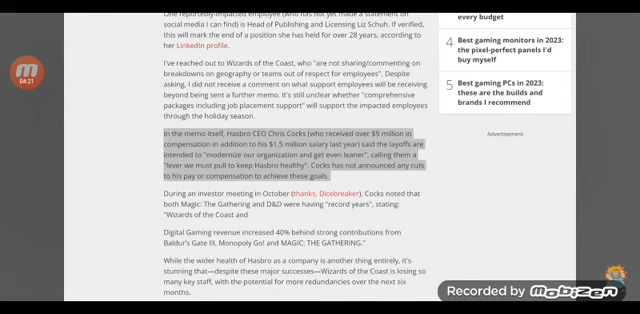 One reportedly-impacted employee (who has not yet made a statement on
social media I can find) is Head of Publishing and Licensing Liz Schuh. If verified,
this will mark the end of a position she has held for over 28 years, according to
her LinkedIn profile.
I've reached out to Wizards of the Coast, who "are not sharing/commenting on
breakdowns on geography or teams out of respect for employees". Despite
asking, I did not receive a comment on what support employees will be receiving
beyond being sent a further memo. It's still unclear whether "comprehensive
packages including job placement support" will support the impacted employees
through the holiday season.
In the memo itself, Hasbro CEO Chris Cocks (who received over $9 million in
compensation in addition to his $1.5 million salary last year) said the layoffs are
intended to "modernize our organization and get even leaner", calling them a
"lever we must pull to keep Hasbro healthy". Cocks has not announced any cuts
to his pay or compensation to achieve these goals.
During an investor meeting in October (thanks, Dicebreaker), Cocks noted that
both Magic: The Gathering and D&D were having "record years", stating:
"Wizards of the Coast and
Digital Gaming revenue increased 40% behind strong contributions from
Baldur's Gate III, Monopoly Go! and MAGIC: THE GATHERING."
While the wider health of Hasbro as a company is another thing entirely, it's
stunning that—despite these major successes—Wizards of the Coast is losing so
many key staff, with the potential for more redundancies over the next six
months.
every budget
4 Best gaming monitors in 2023:
the pixel-perfect panels I'd
buy myself
5 Best gaming PCs in 2023:
these are the builds and
brands I recommend
Advertisement
04:21
Recorded by Mobizen